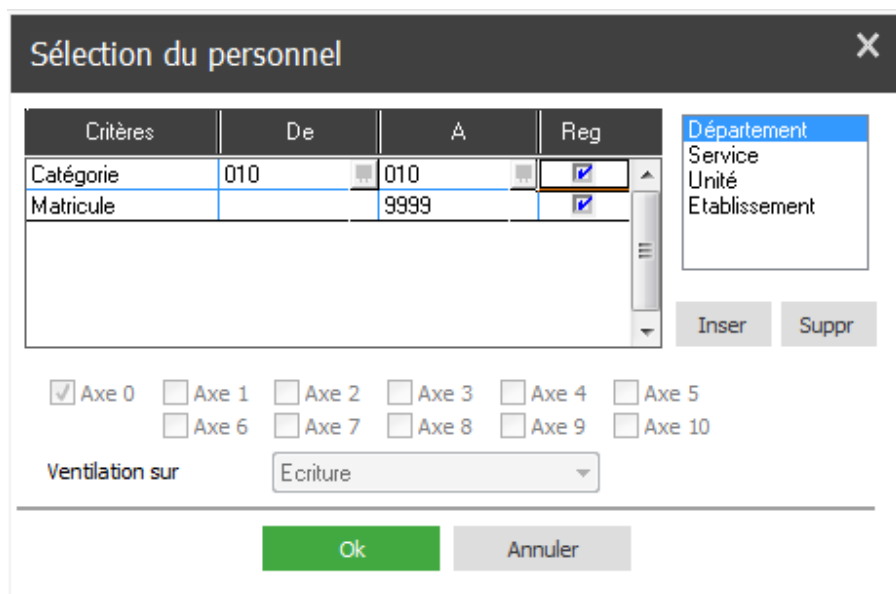 Sélection du personnel
Critères De A Reg
Catégorie 010 010
Matricule 9999
Département
Service
Unité
Etablissement
Inser Suppr
Axe 0 Axe 1 Axe 2 Axe 3 Axe 4 Axe 5
Axe 6 Axe 7 Axe 8 Axe 9 Axe 10
Ventilation sur Ecriture
Ok Annuler